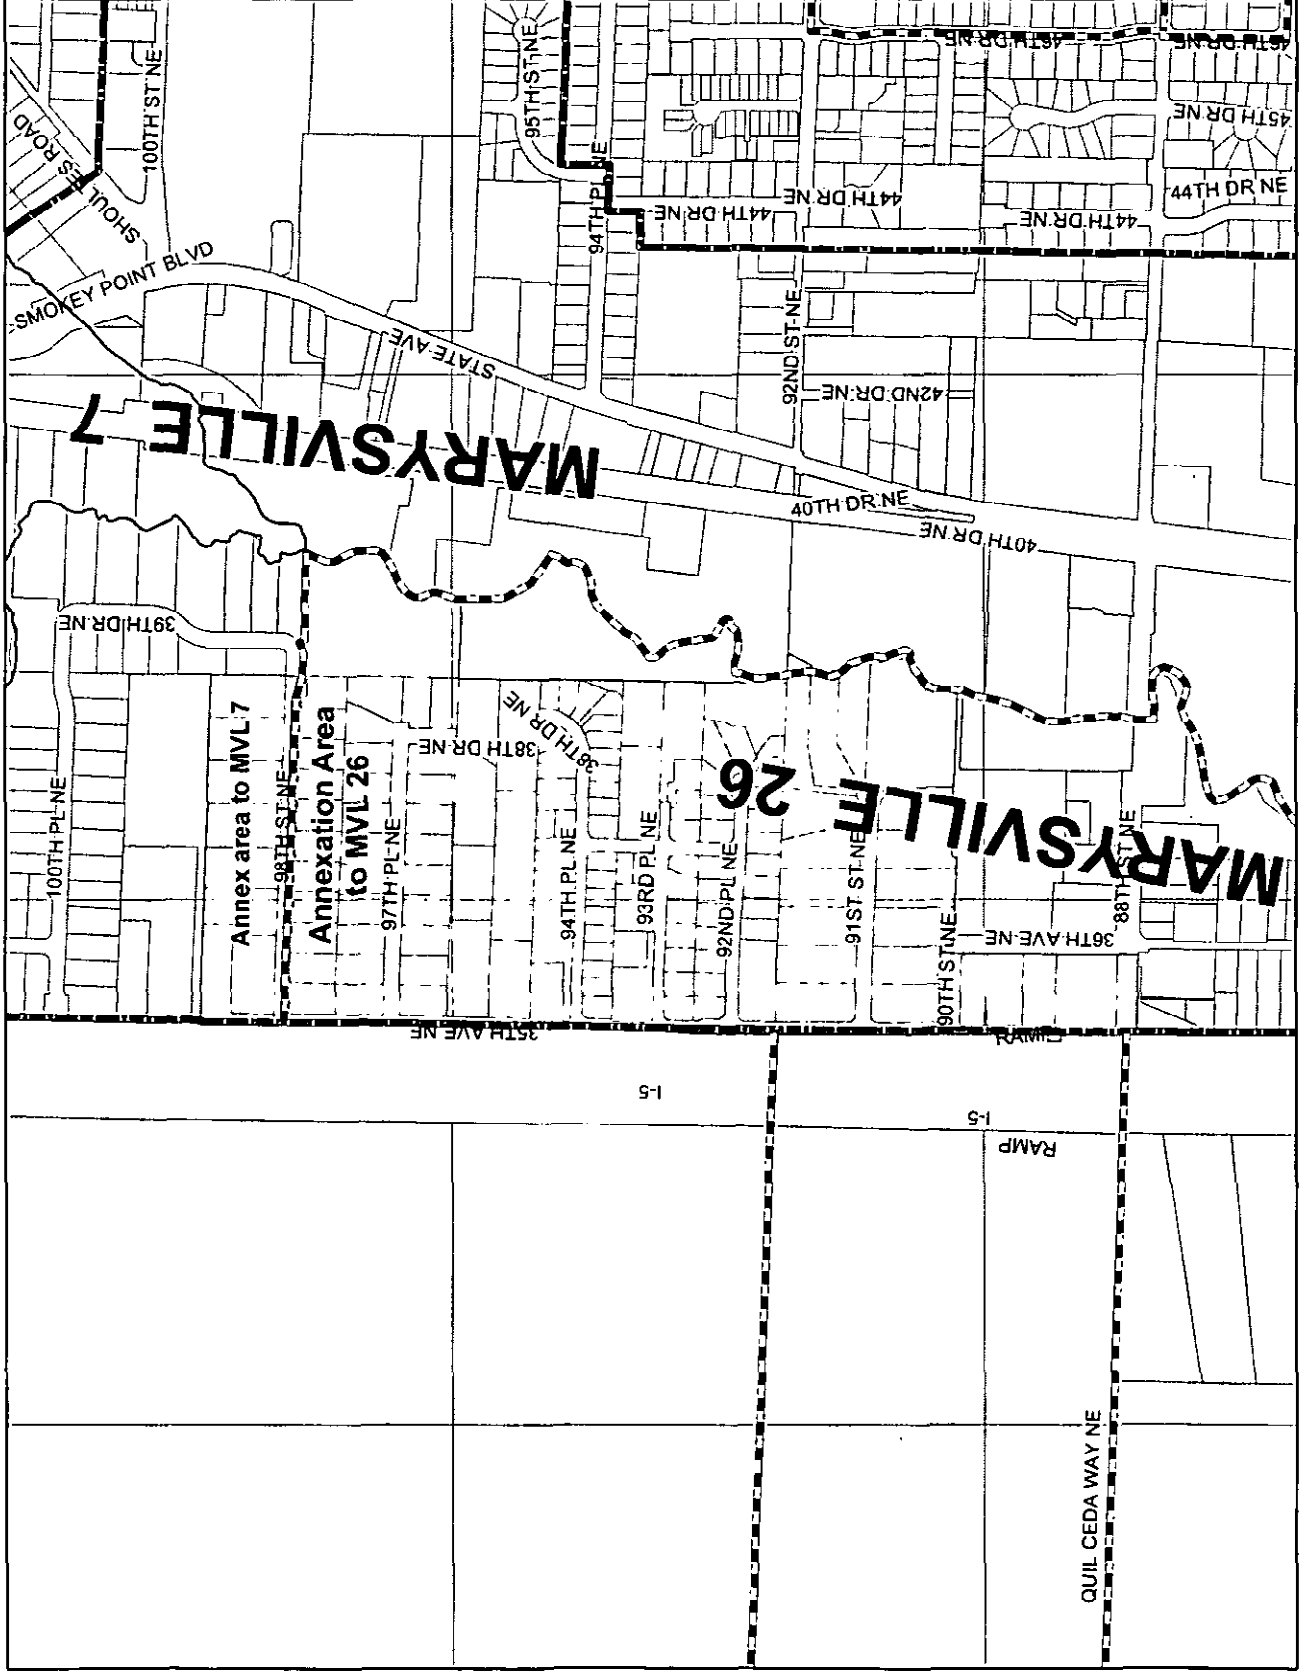 SHOULTES ROAD
100TH ST NE
95TH ST NE
46TH DR NE
46TH DR NE
45TH DR NE
44TH DR NE
44TH DR NE
44TH DR NE
44TH DR NE
94TH PL NE
SMOKEY POINT BLVD
STATE AVE
92ND ST NE
42ND DR NE
MARYSVILLE 7
40TH DR NE
40TH DR NE
39TH DR NE
Annex area to MVL 7
98TH ST NE
Annexation Area
to MVL 26
38TH DR NE
38TH DR NE
100TH PL NE
97TH PL NE
94TH PL NE
93RD PL NE
92ND PL NE
91ST ST NE
90TH ST NE
88TH ST NE
MARYSVILLE 26
36TH AVE NE
35TH AVE NE
RAMP
I-5
I-5
RAMP
QUIL CEDA WAY NE